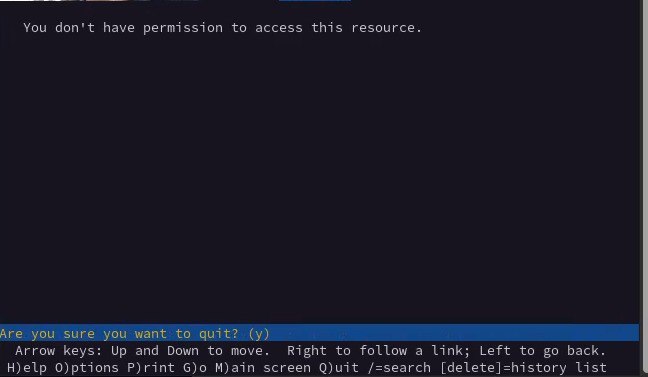 You don't have permission to access this resource.
Are you sure you want to quit? (y)
Arrow keys: Up and Down to move.  Right to follow a link; Left to go back.
H)elp O)ptions P)rint G)o M)ain screen Q)uit /=search [delete]=history list